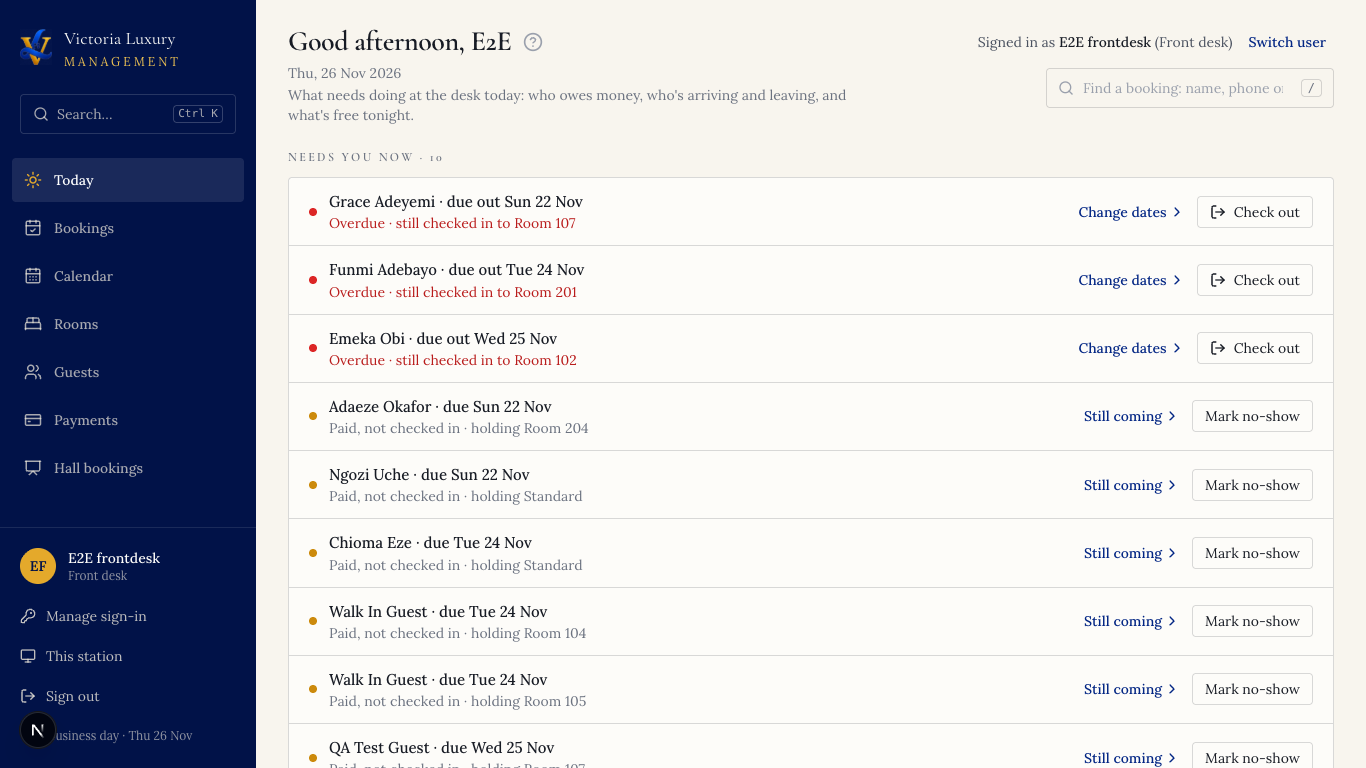 Victoria Luxury
MANAGEMENT
Search...
Ctrl K
Today
Bookings
Calendar
Rooms
Guests
Payments
Hall bookings
EF
E2E frontdesk
Front desk
Manage sign-in
This station
Sign out
N
usiness day · Thu 26 Nov
Good afternoon, E2E
?
Signed in as E2E frontdesk (Front desk)
Switch user
Thu, 26 Nov 2026
What needs doing at the desk today: who owes money, who's arriving and leaving, and
what's free tonight.
Find a booking: name, phone o
/
NEEDS YOU NOW · 10
Grace Adeyemi · due out Sun 22 Nov
Overdue · still checked in to Room 107
Change dates
Check out
Funmi Adebayo · due out Tue 24 Nov
Overdue · still checked in to Room 201
Change dates
Check out
Emeka Obi · due out Wed 25 Nov
Overdue · still checked in to Room 102
Change dates
Check out
Adaeze Okafor · due Sun 22 Nov
Paid, not checked in · holding Room 204
Still coming
Mark no-show
Ngozi Uche · due Sun 22 Nov
Paid, not checked in · holding Standard
Still coming
Mark no-show
Chioma Eze · due Tue 24 Nov
Paid, not checked in · holding Standard
Still coming
Mark no-show
Walk In Guest · due Tue 24 Nov
Paid, not checked in · holding Room 104
Still coming
Mark no-show
Walk In Guest · due Tue 24 Nov
Paid, not checked in · holding Room 105
Still coming
Mark no-show
QA Test Guest · due Wed 25 Nov
Paid, not checked in · holding Room
Still coming
Mark no-show